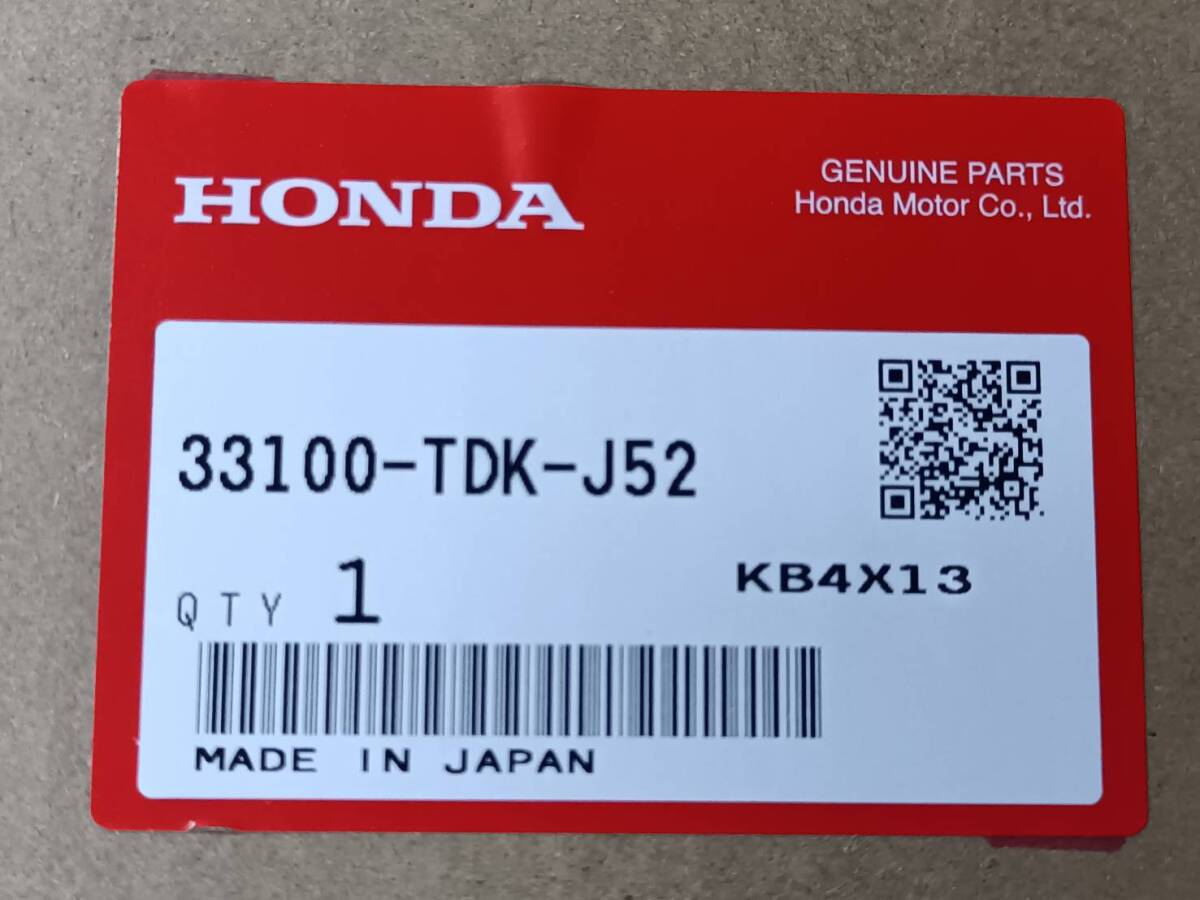 HONDA
GENUINE PARTS
Honda Motor Co., Ltd.
33100-TDK-J52
QTY 1
KB4X13
MADE IN JAPAN